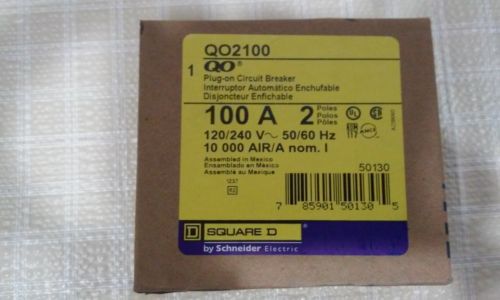 QO2100
1 QO®
Plug-on Circuit Breaker
Interruptor Automático Enchufable
Disjoncteur Enfichable
100 A 2 Poles
Polos
Pôles
120/240 V~ 50/60 Hz
10 000 AIR/A nom. I
Assembled in Mexico
Ensamblado en México
Assemblé au Mexique
1237
50130
7 85901 50130 5
D SQUARE D
by Schneider Electric